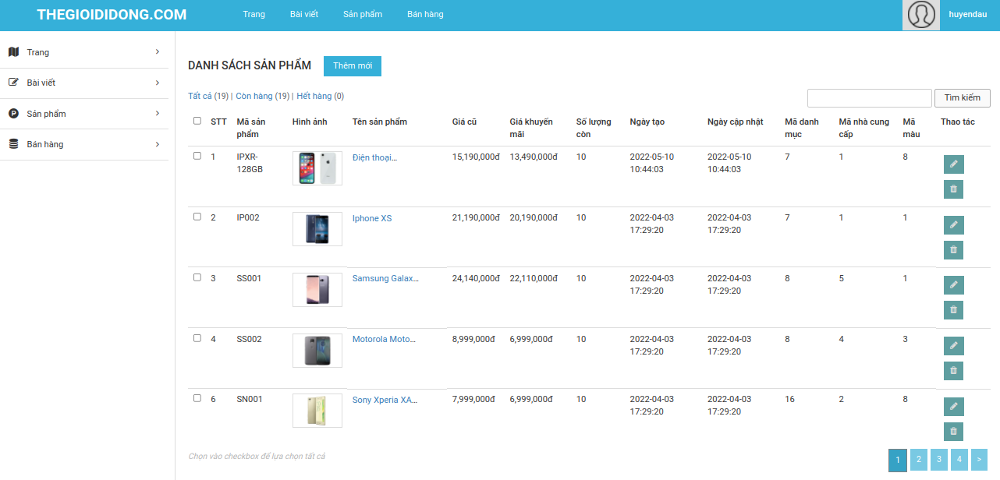 THEGIOIDIDONG.COM Trang Bài viết Sản phẩm Bán hàng huyendau
Trang
Bài viết
Sản phẩm
Bán hàng
DANH SÁCH SẢN PHẨM Thêm mới
Tất cả (19) | Còn hàng (19) | Hết hàng (0) Tìm kiếm
STT Mã sản phẩm Hình ảnh Tên sản phẩm Giá cũ Giá khuyến mãi Số lượng còn Ngày tạo Ngày cập nhật Mã danh mục Mã nhà cung cấp Mã màu Thao tác
1 IPXR-128GB Điện thoại... 15,190,000đ 13,490,000đ 10 2022-05-10 10:44:03 2022-05-10 10:44:03 7 1 8
2 IP002 Iphone XS 21,190,000đ 20,190,000đ 10 2022-04-03 17:29:20 2022-04-03 17:29:20 7 1 1
3 SS001 Samsung Galax... 24,140,000đ 22,110,000đ 10 2022-04-03 17:29:20 2022-04-03 17:29:20 8 5 1
4 SS002 Motorola Moto... 8,999,000đ 6,999,000đ 10 2022-04-03 17:29:20 2022-04-03 17:29:20 8 4 3
6 SN001 Sony Xperia XA... 7,999,000đ 6,999,000đ 10 2022-04-03 17:29:20 2022-04-03 17:29:20 16 2 8
Chọn vào checkbox để lựa chọn tất cả
1 2 3 4 >